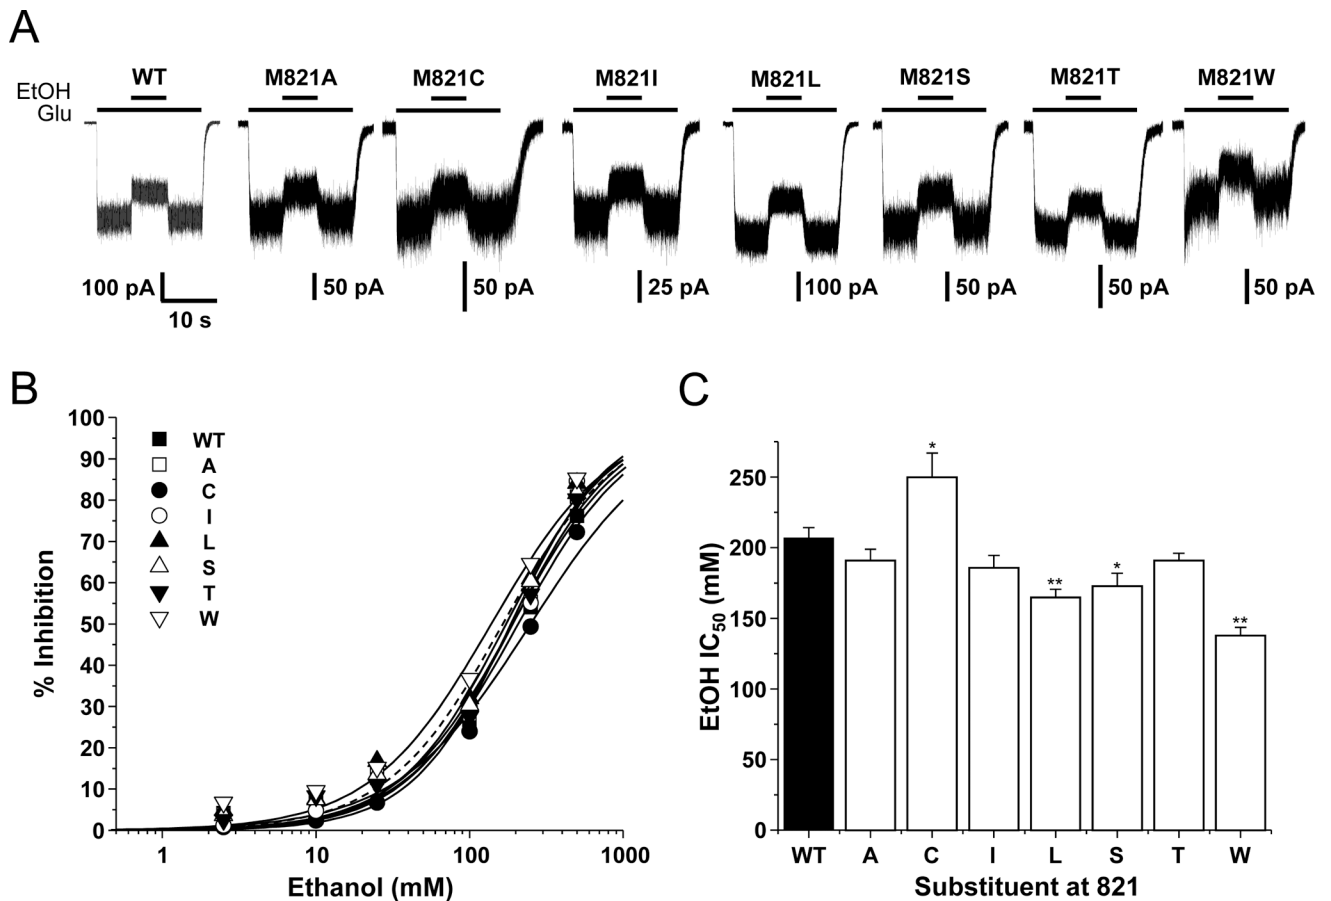 A
WT M821A M821C M821I M821L M821S M821T M821W
EtOH
Glu
100 pA 50 pA 50 pA 25 pA 100 pA 50 pA 50 pA 50 pA
10 s
B
100
90
80
70
60
50
40
30
20
10
0
% Inhibition
WT
A
C
I
L
S
T
W
1 10 100 1000
Ethanol (mM)
C
250
200
150
100
50
0
EtOH IC50 (mM)
* ** * **
WT A C I L S T W
Substituent at 821